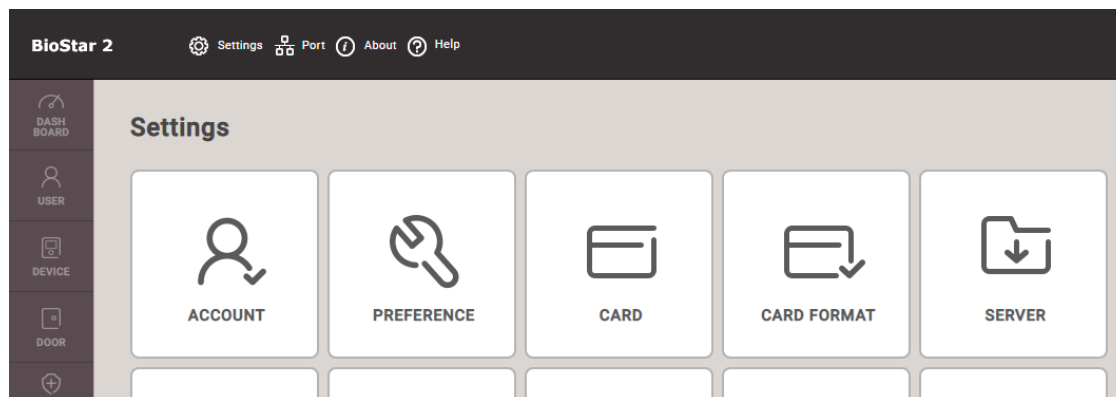 BioStar 2 Settings Port About Help
DASH
BOARD
USER
DEVICE
DOOR
Settings
ACCOUNT PREFERENCE CARD CARD FORMAT SERVER